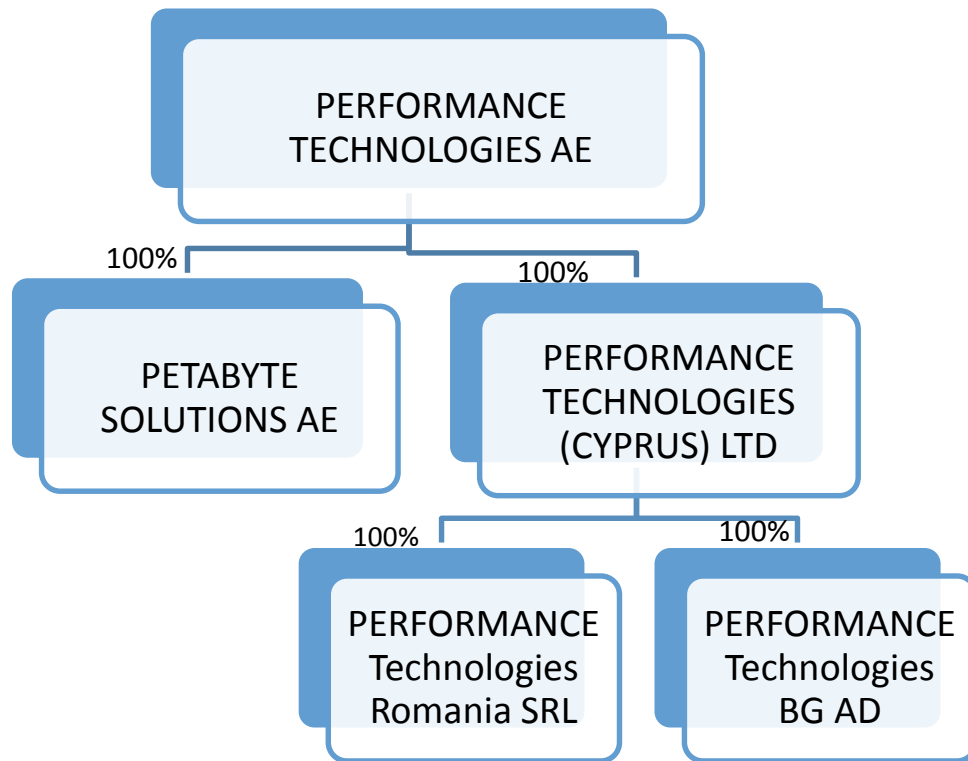 PERFORMANCE
TECHNOLOGIES AE
100%
100%
PETABYTE
SOLUTIONS AE
PERFORMANCE
TECHNOLOGIES
(CYPRUS) LTD
100%
100%
PERFORMANCE
Technologies
Romania SRL
PERFORMANCE
Technologies
BG AD